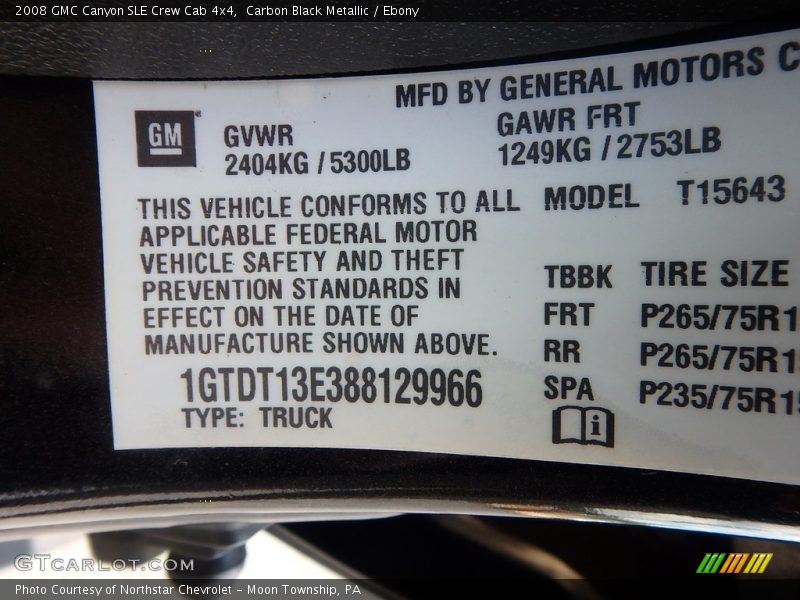 2008 GMC Canyon SLE Crew Cab 4x4, Carbon Black Metallic / Ebony
MFD BY GENERAL MOTORS C
GM
GVWR
2404KG / 5300LB
GAWR FRT
1249KG / 2753LB
THIS VEHICLE CONFORMS TO ALL
APPLICABLE FEDERAL MOTOR
VEHICLE SAFETY AND THEFT
PREVENTION STANDARDS IN
EFFECT ON THE DATE OF
MANUFACTURE SHOWN ABOVE.
1GTDT13E388129966
TYPE: TRUCK
MODEL T15643
TBBK TIRE SIZE
FRT P265/75R1
RR P265/75R1
SPA P235/75R15
i
GTCARLOT.COM
Photo Courtesy of Northstar Chevrolet - Moon Township, PA